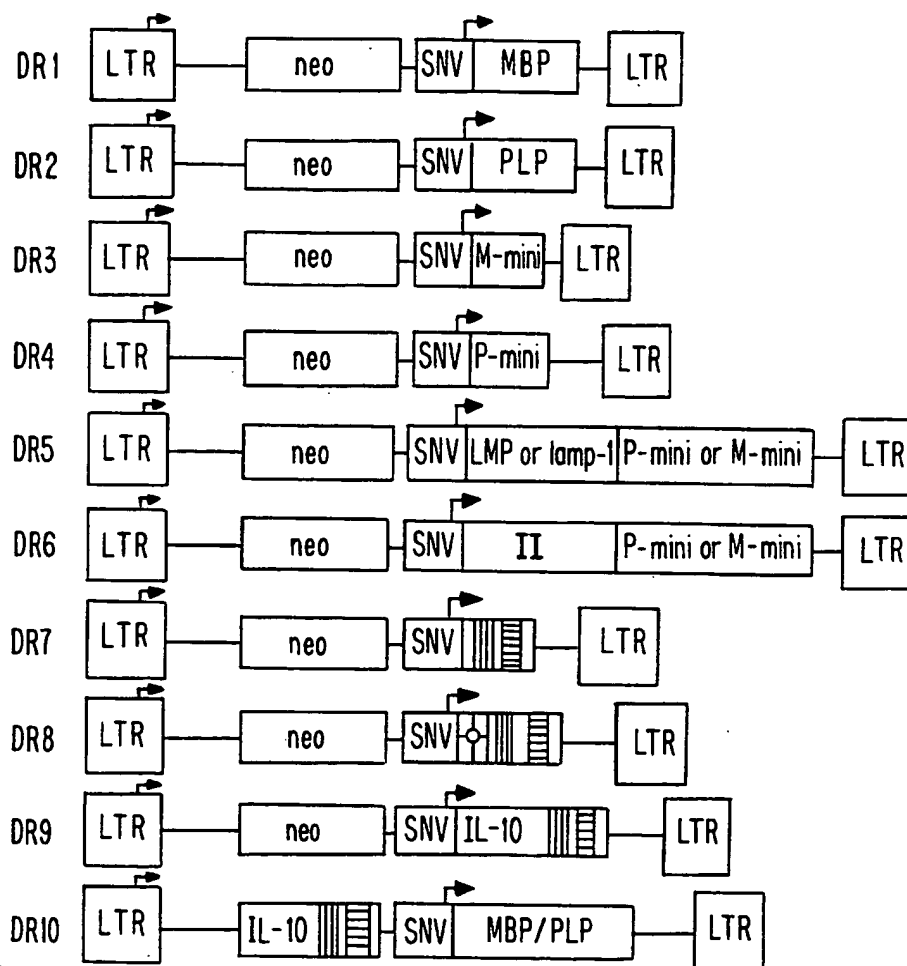 DR1 LTR neo SNV MBP LTR
DR2 LTR neo SNV PLP LTR
DR3 LTR neo SNV M-mini LTR
DR4 LTR neo SNV P-mini LTR
DR5 LTR neo SNV LMP or lamp-1 P-mini or M-mini LTR
DR6 LTR neo SNV II P-mini or M-mini LTR
DR7 LTR neo SNV LTR
DR8 LTR neo SNV LTR
DR9 LTR neo SNV IL-10 LTR
DR10 LTR IL-10 SNV MBP/PLP LTR